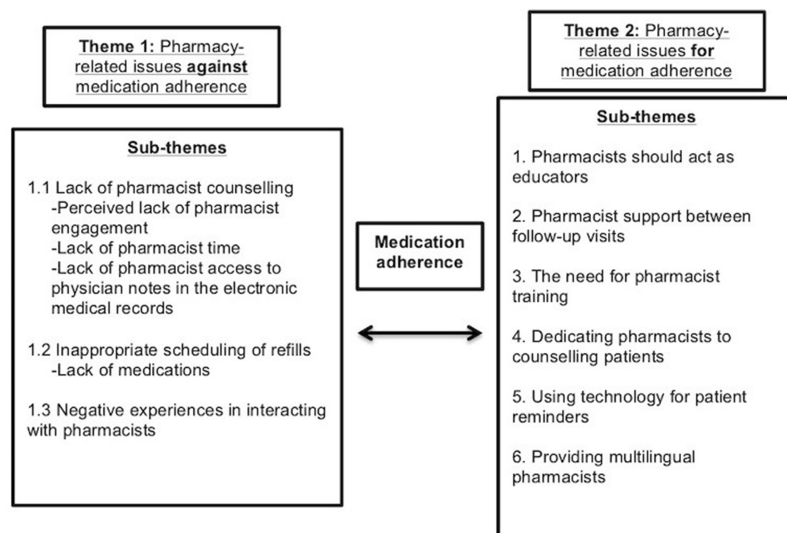 Theme 1: Pharmacy-
related issues against
medication adherence
Sub-themes
1.1 Lack of pharmacist counselling
-Perceived lack of pharmacist
engagement
-Lack of pharmacist time
-Lack of pharmacist access to
physician notes in the electronic
medical records
1.2 Inappropriate scheduling of refills
-Lack of medications
1.3 Negative experiences in interacting
with pharmacists
Medication
adherence
Theme 2: Pharmacy-
related issues for
medication adherence
Sub-themes
1. Pharmacists should act as
educators
2. Pharmacist support between
follow-up visits
3. The need for pharmacist
training
4. Dedicating pharmacists to
counselling patients
5. Using technology for patient
reminders
6. Providing multilingual
pharmacists